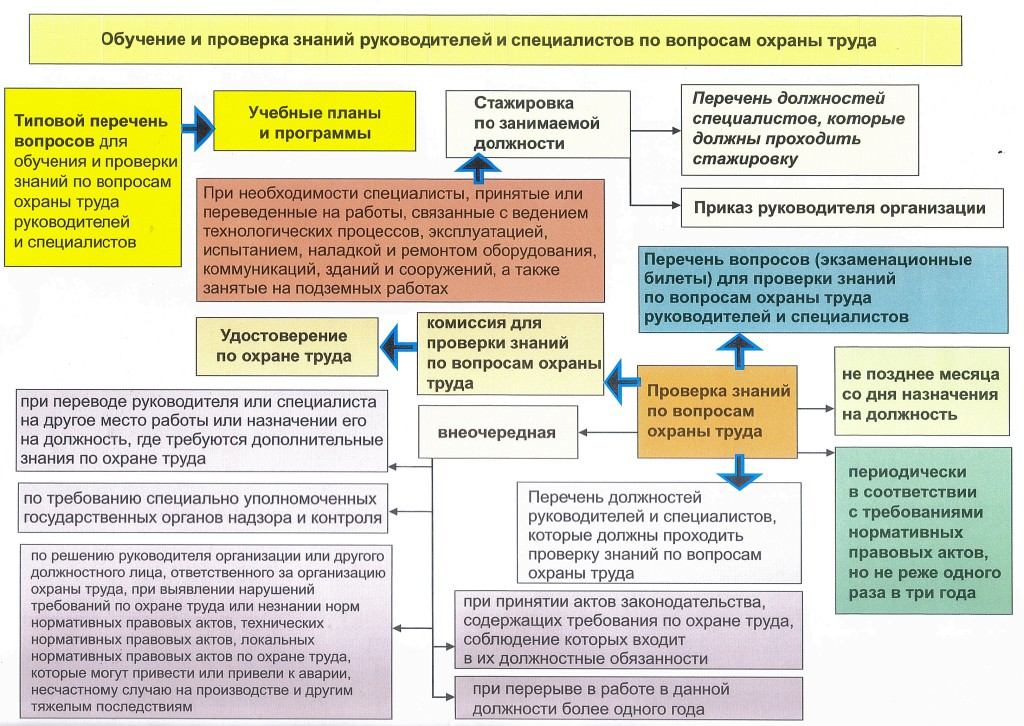 Обучение и проверка знаний руководителей и специалистов по вопросам охраны труда
Типовой перечень
вопросов для
обучения и проверки
знаний по вопросам
охраны труда
руководителей
и специалистов
Учебные планы
и программы
Стажировка
по занимаемой
должности
Перечень должностей
специалистов, которые
должны проходить
стажировку
Приказ руководителя организации
При необходимости специалисты, принятые или
переведенные на работы, связанные с ведением
технологических процессов, эксплуатацией,
испытанием, наладкой и ремонтом оборудования,
коммуникаций, зданий и сооружений, а также
занятые на подземных работах
Перечень вопросов (экзаменационные
билеты) для проверки знаний
по вопросам охраны труда
руководителей и специалистов
Удостоверение
по охране труда
комиссия для
проверки знаний
по вопросам охраны
труда
Проверка знаний
по вопросам
охраны труда
не позднее месяца
со дня назначения
на должность
внеочередная
при переводе руководителя или специалиста
на другое место работы или назначении его
на должность, где требуются дополнительные
знания по охране труда
по требованию специально уполномоченных
государственных органов надзора и контроля
по решению руководителя организации или другого
должностного лица, ответственного за организацию
охраны труда, при выявлении нарушений
требований по охране труда или незнании норм
нормативных правовых актов, технических
нормативных правовых актов, локальных
нормативных правовых актов по охране труда,
которые могут привести или привели к аварии,
несчастному случаю на производстве и другим
тяжелым последствиям
Перечень должностей
руководителей и специалистов,
которые должны проходить
проверку знаний по вопросам
охраны труда
периодически
в соответствии
с требованиями
нормативных
правовых актов,
но не реже одного
раза в три года
при принятии актов законодательства,
содержащих требования по охране труда,
соблюдение которых входит
в их должностные обязанности
при перерыве в работе в данной
должности более одного года